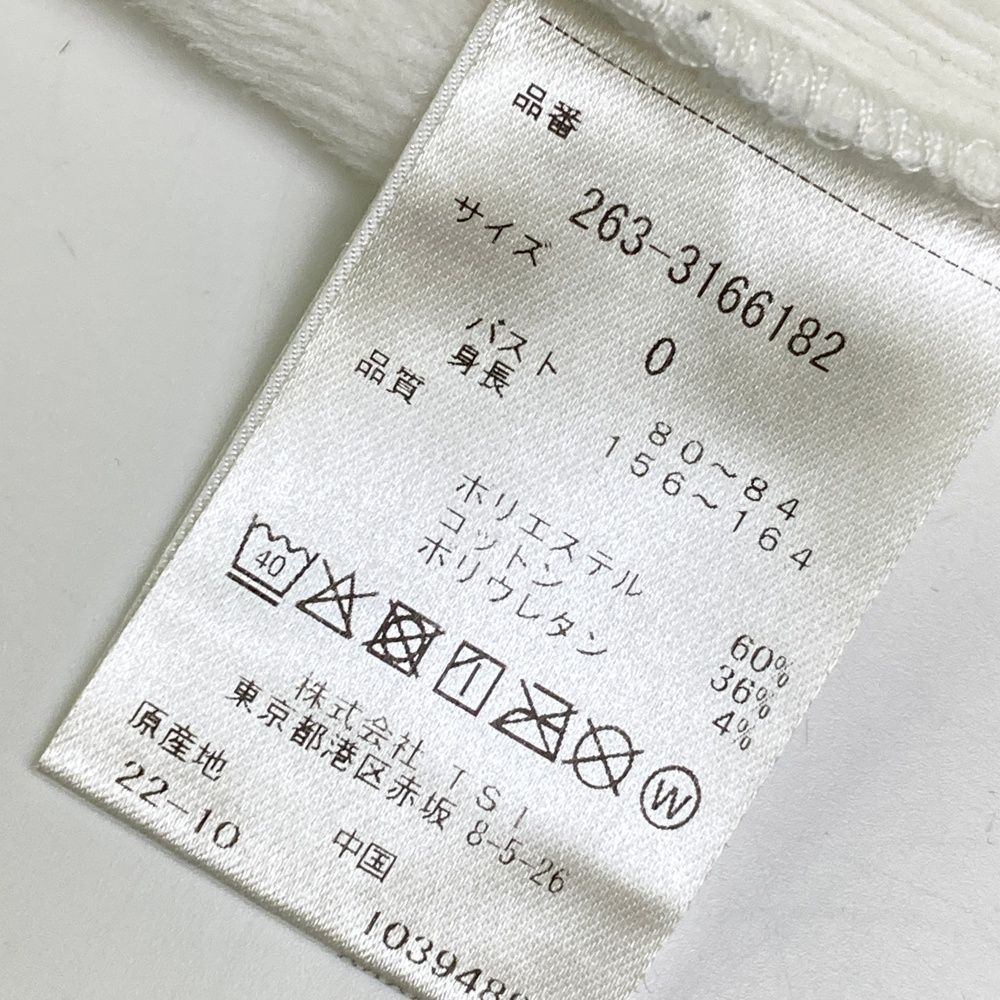 品番
263-3166182
サイズ
0
バスト 80～84
身長 156～164
品質
ポリエステル 60%
コットン 36%
ポリウレタン 4%
40
W
株式会社 TSI
東京都港区赤坂 8-5-26
原産地 中国
22-10